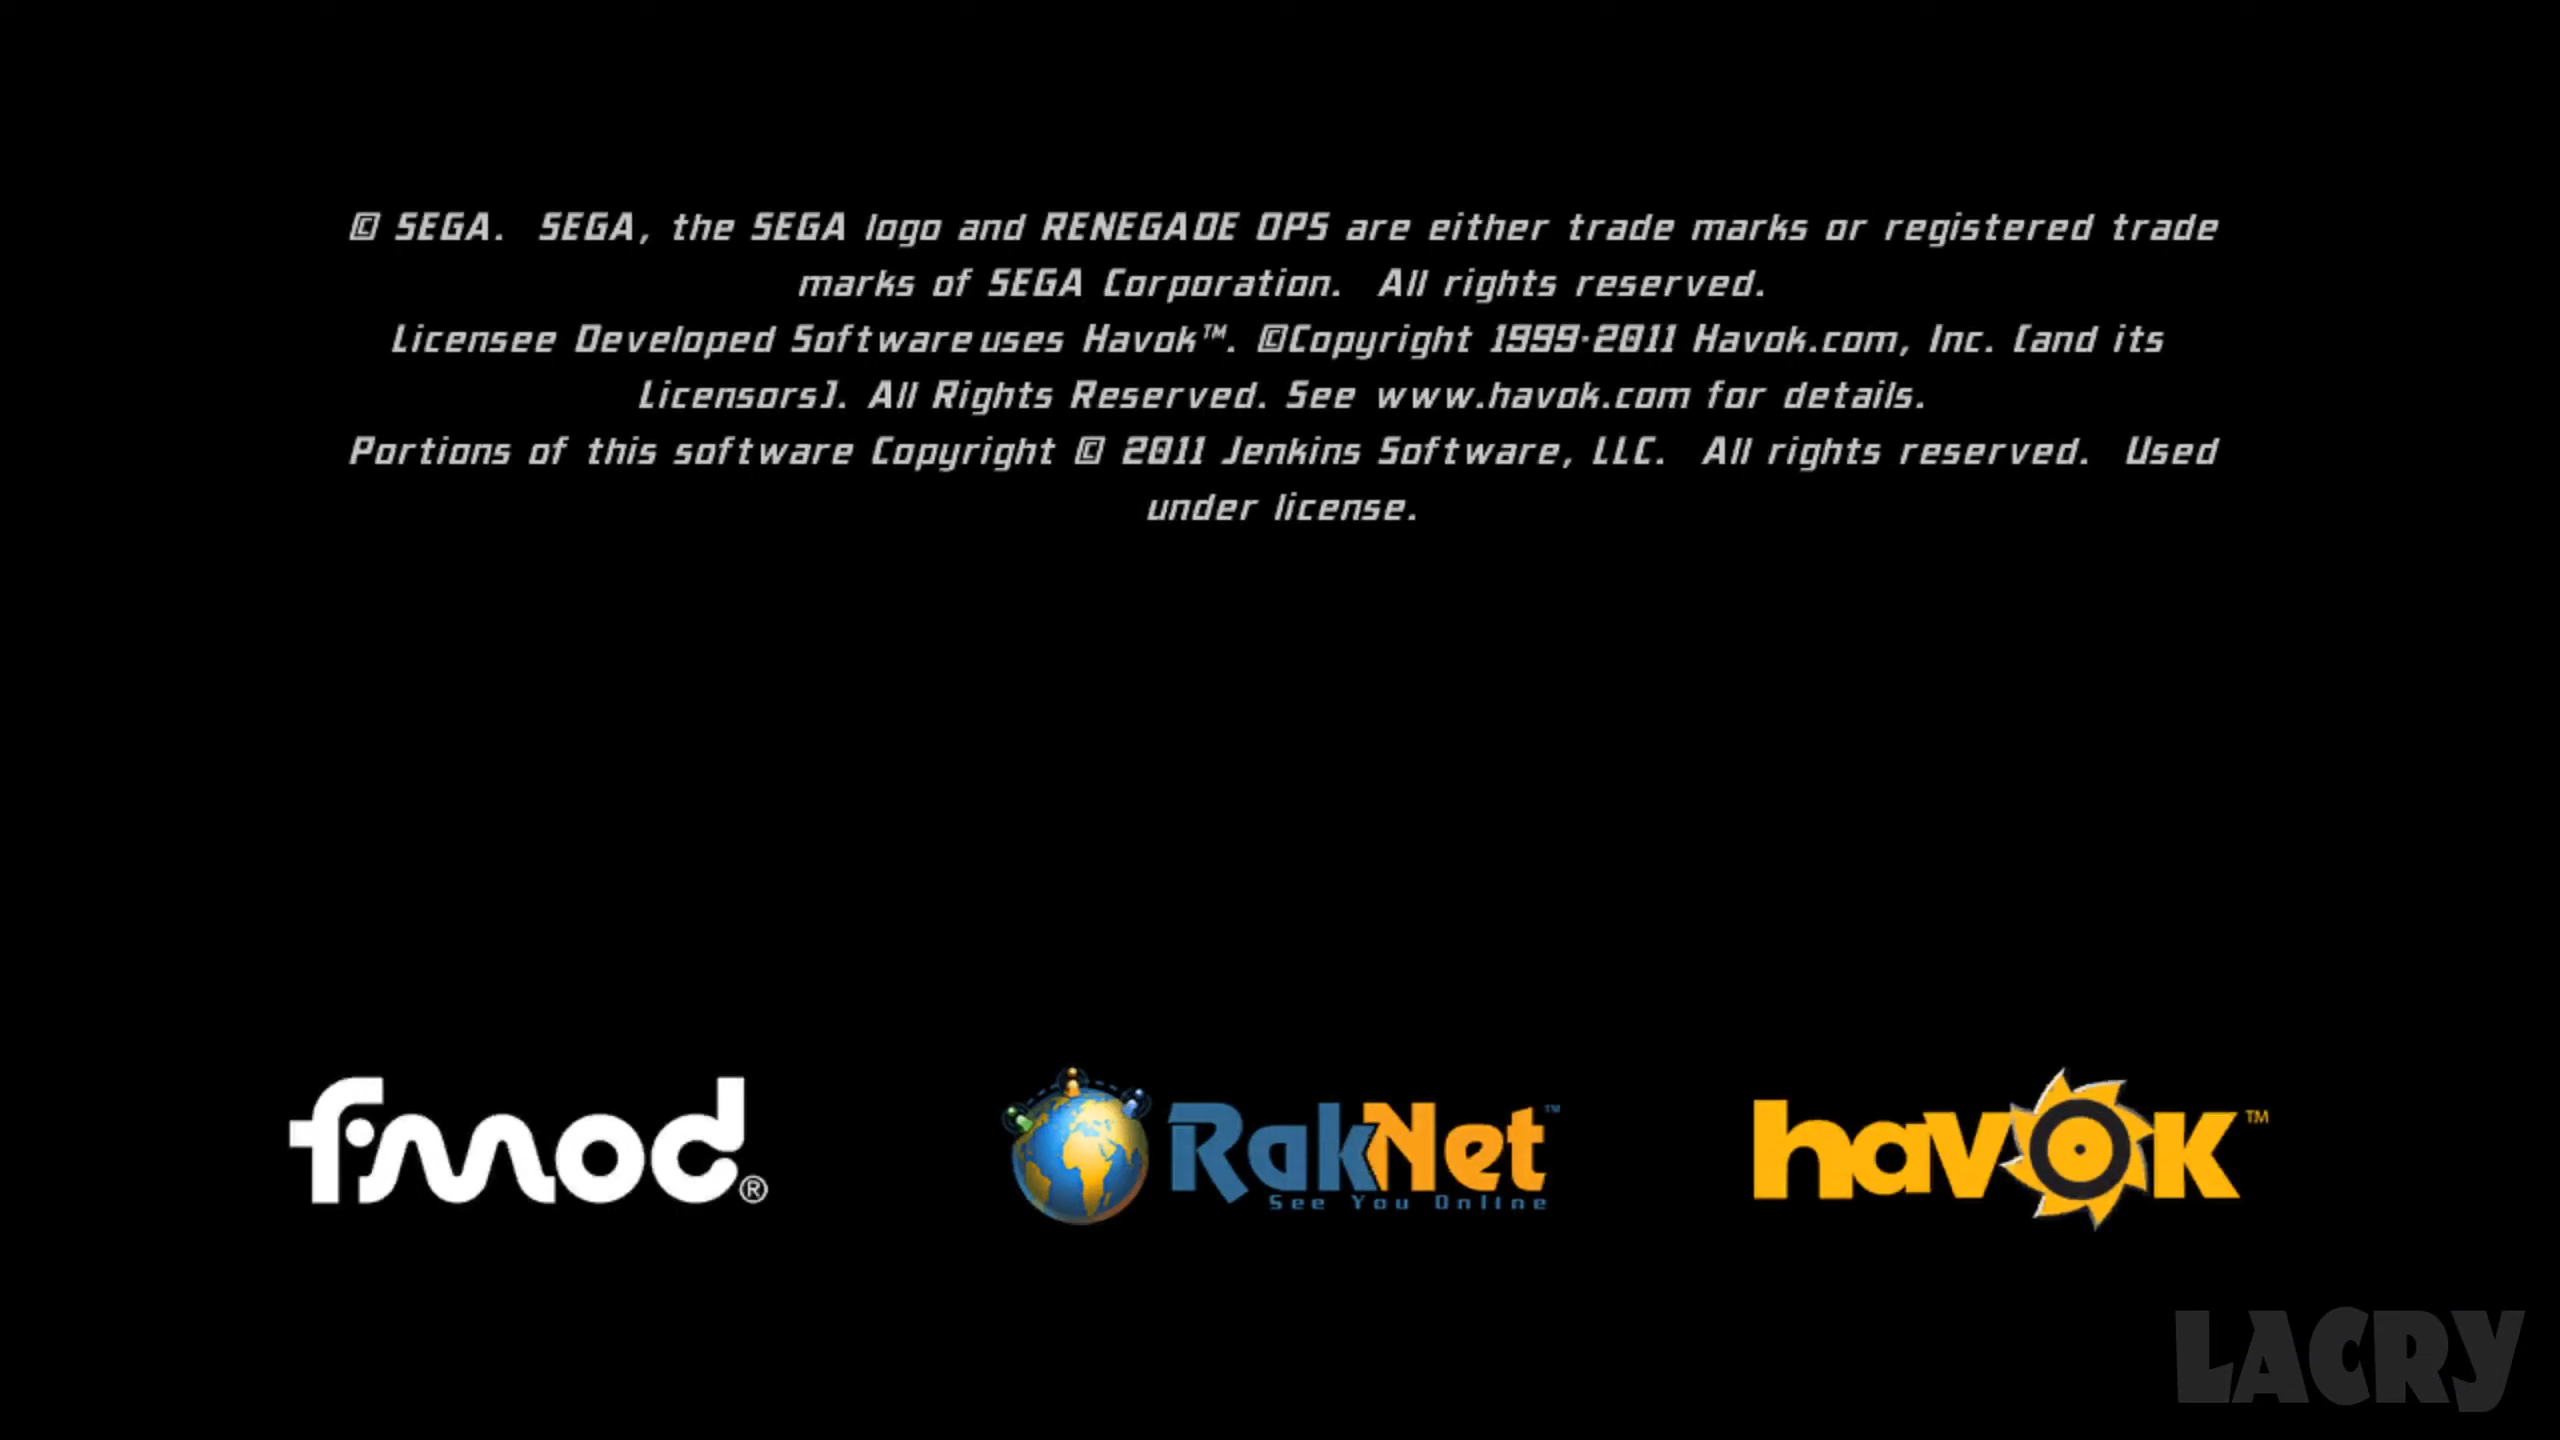 © SEGA.  SEGA, the SEGA logo and RENEGADE OPS are either trade marks or registered trade
marks of SEGA Corporation.  All rights reserved.
Licensee Developed Software uses Havok™. ©Copyright 1999-2011 Havok.com, Inc. (and its
Licensors). All Rights Reserved. See www.havok.com for details.
Portions of this software Copyright © 2011 Jenkins Software, LLC.  All rights reserved.  Used
under license.
fmod®
RakNet™
See You Online
havok™
LACRY